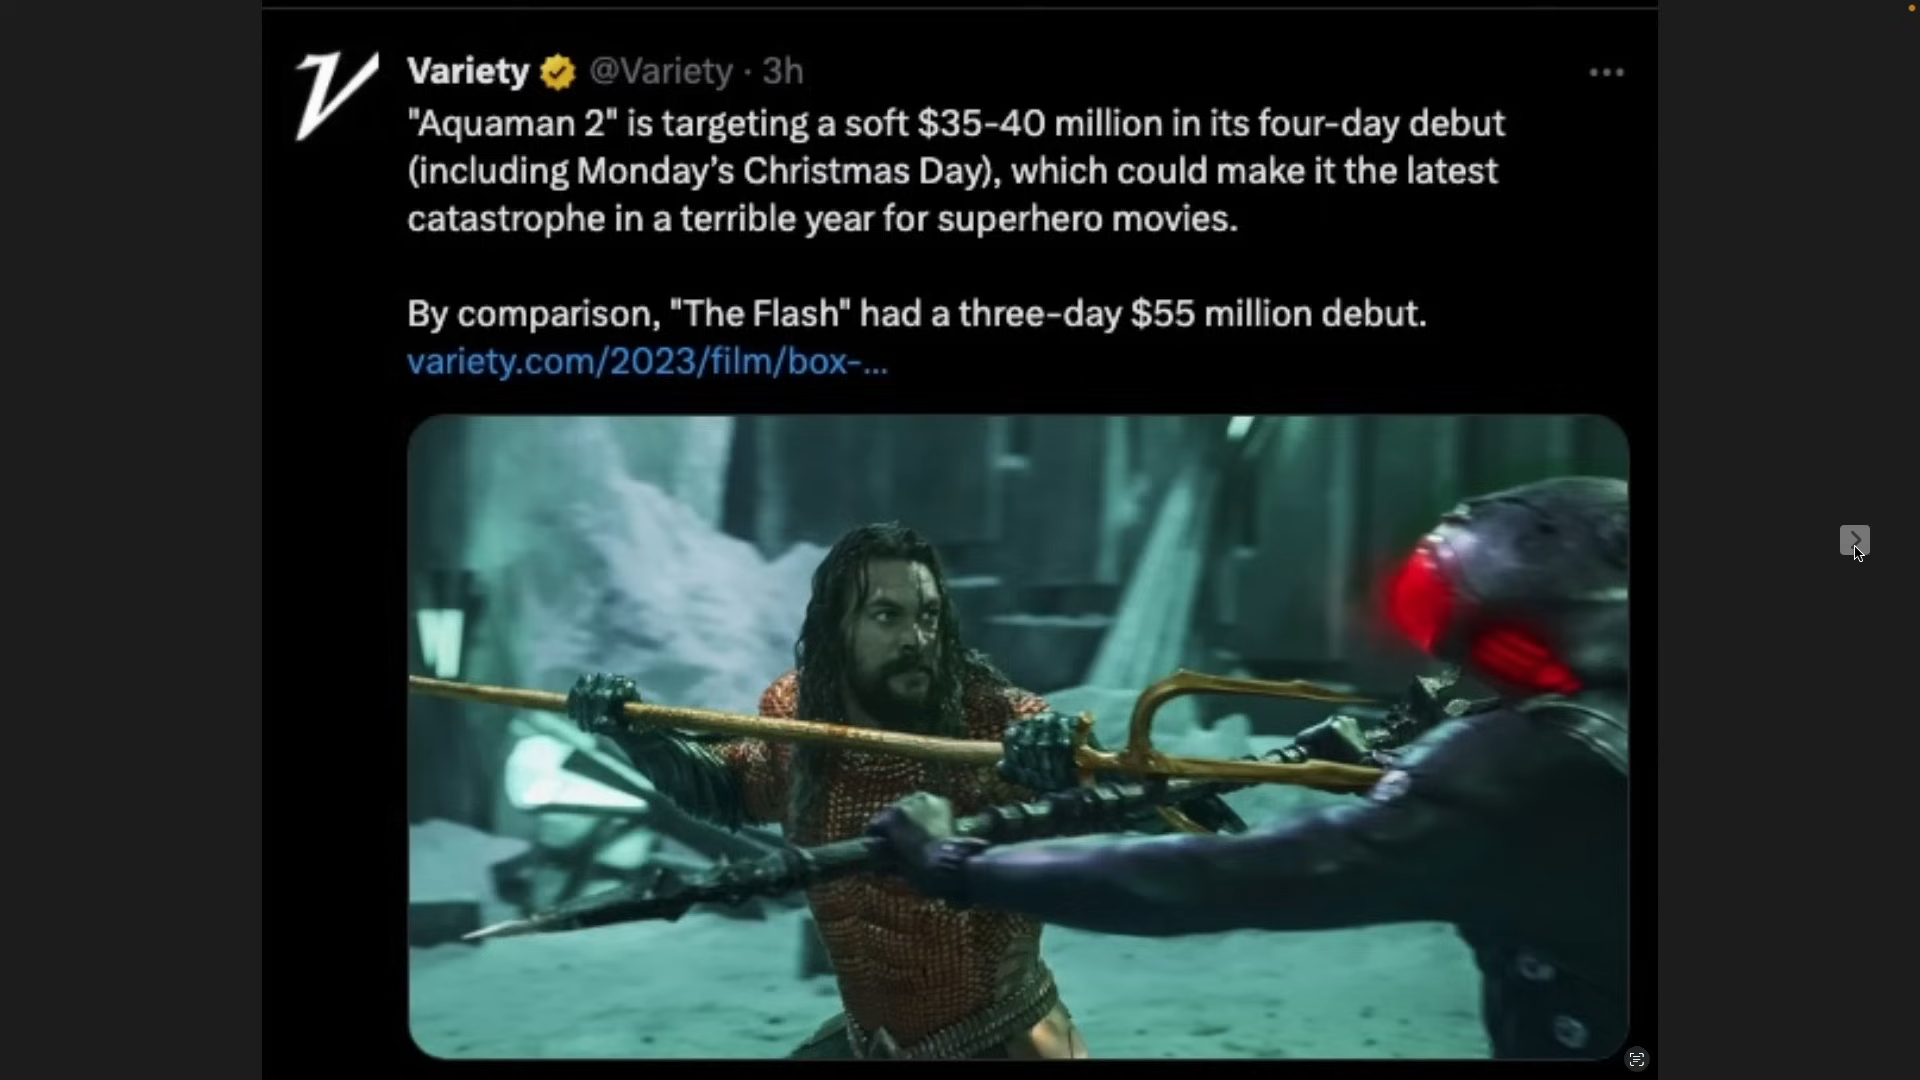 Variety @Variety · 3h
"Aquaman 2" is targeting a soft $35-40 million in its four-day debut
(including Monday’s Christmas Day), which could make it the latest
catastrophe in a terrible year for superhero movies.
By comparison, "The Flash" had a three-day $55 million debut.
variety.com/2023/film/box-...